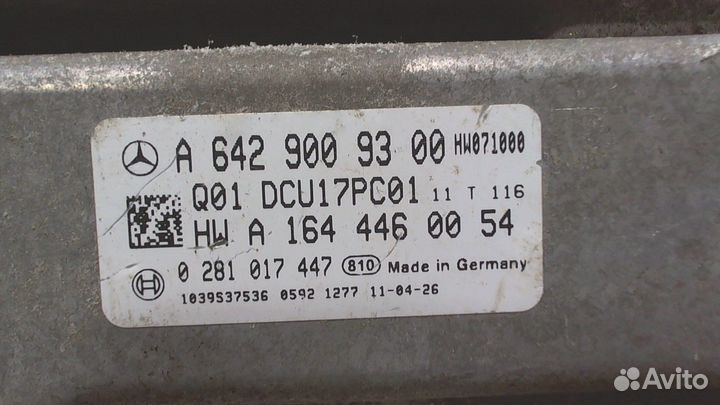 A 642 900 93 00 HW071000
Q01 DCU17PC01 11 T 116
HW A 164 446 00 54
0 281 017 447 810 Made in Germany
1039S37536 0592 1277 11-04-26
Avito